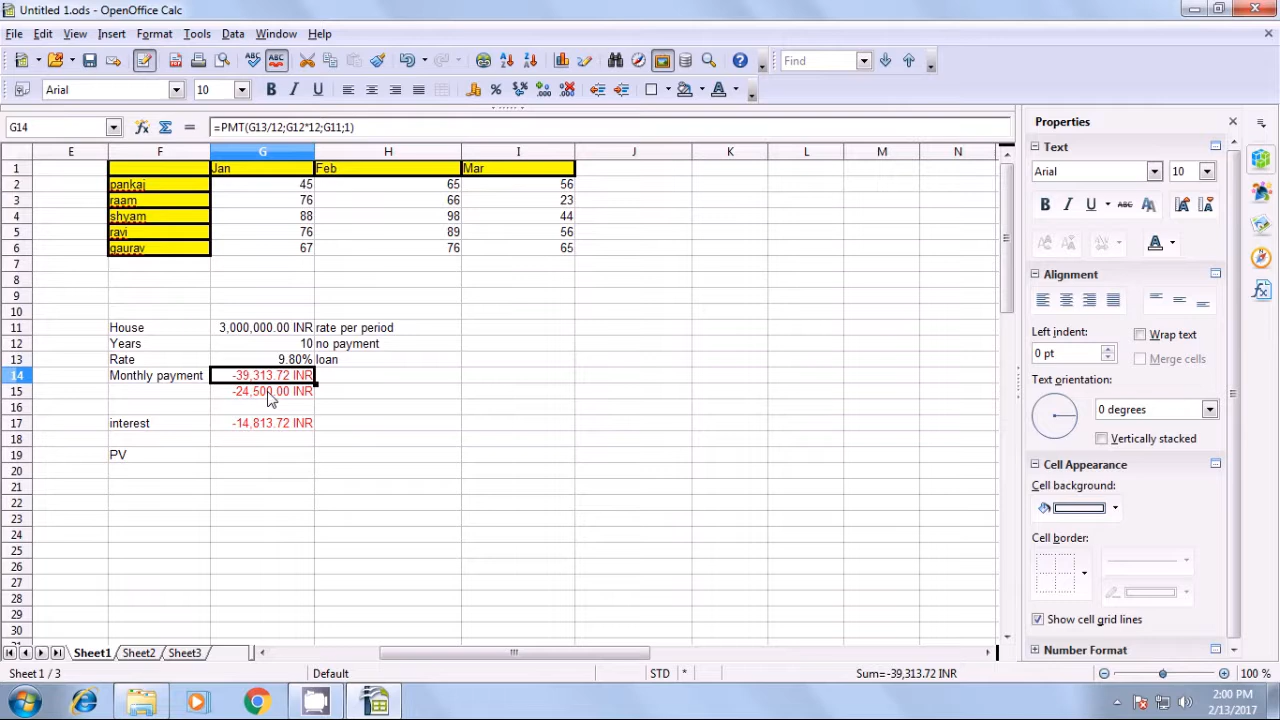 Untitled 1.ods - OpenOffice Calc
File Edit View Insert Format Tools Data Window Help
Find
Arial 10
G14 =PMT(G13/12;G12*12;G11;1)
E F G H I J K L M N
1 Jan Feb Mar
2 pankaj 45 65 56
3 raam 76 66 23
4 shyam 88 98 44
5 ravi 76 89 56
6 gaurav 67 76 65
7
8
9
10
11 House 3,000,000.00 INR rate per period
12 Years 10 no payment
13 Rate 9.80% loan
14 Monthly payment -39,313.72 INR
15 -24,500.00 INR
16
17 interest -14,813.72 INR
18
19 PV
20
21
22
23
24
25
26
27
28
29
30
Sheet1 Sheet2 Sheet3
Sheet 1 / 3 Default STD * Sum=-39,313.72 INR 100 %
Properties
Text
Arial 10
Alignment
Left indent:
0 pt
Wrap text
Merge cells
Text orientation:
0 degrees
Vertically stacked
Cell Appearance
Cell background:
Cell border:
Show cell grid lines
Number Format
2:00 PM
2/13/2017